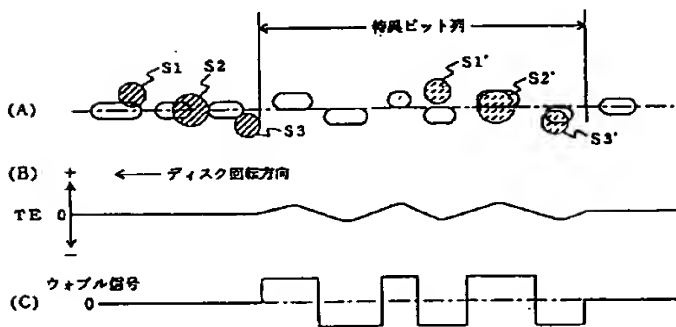 特異ピット列
S1
S2
S1'
S2'
(A)
S3
S3'
(B)
+
ディスク回転方向
TE
0
−
ウォブル信号
(C)
0